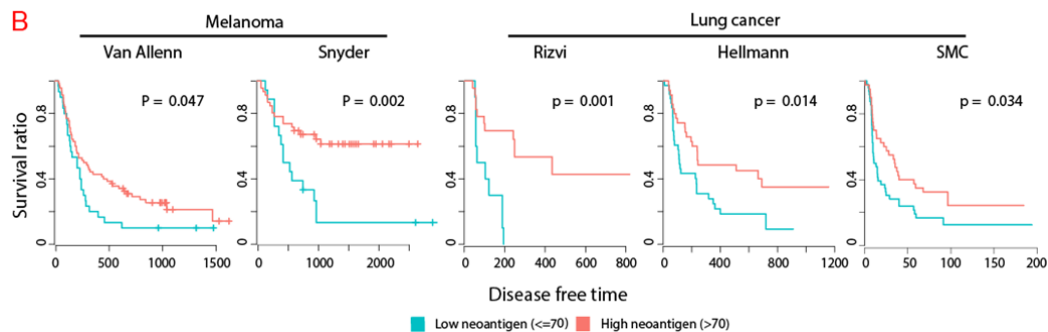 B
Melanoma
Lung cancer
Van Allenn
Snyder
Rizvi
Hellmann
SMC
P = 0.047
P = 0.002
p = 0.001
p = 0.014
p = 0.034
Survival ratio
0.8
0.4
0
0.8
0.4
0
0.8
0.4
0
0.8
0.4
0
0.8
0.4
0
0 500 1000 1500
0 1000 2000
0 200 400 600 800
0 400 800 1200
0 50 100 150 200
Disease free time
Low neoantigen (<=70) High neoantigen (>70)